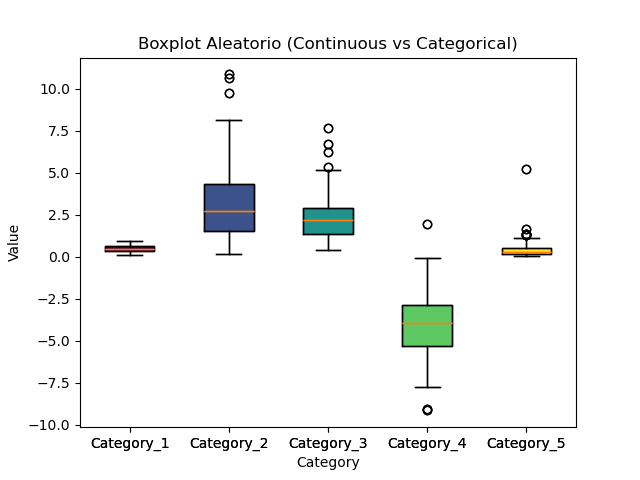 Boxplot Aleatorio (Continuous vs Categorical)
10.0
7.5
5.0
2.5
0.0
−2.5
−5.0
−7.5
−10.0
Value
Category_1 Category_2 Category_3 Category_4 Category_5
Category